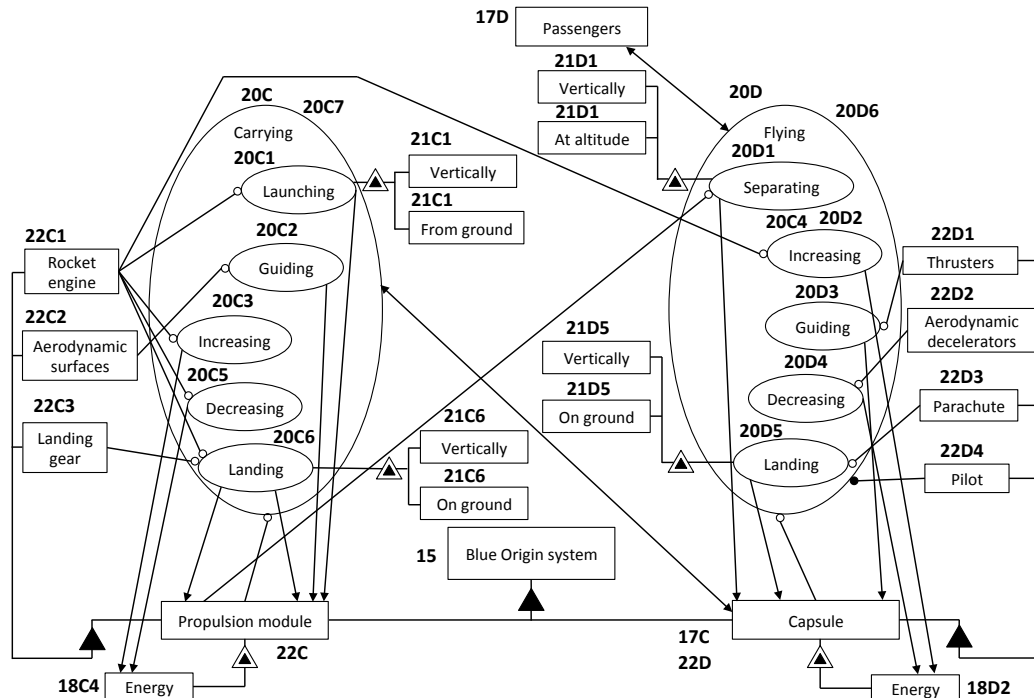 17D
Passengers
21D1
Vertically
21D1
At altitude
20C
20C7
Carrying
20C1
Launching
21C1
Vertically
21C1
From ground
20D
20D6
Flying
20D1
Separating
20C2
Guiding
20C4
20D2
Increasing
22C1
Rocket
engine
22D1
Thrusters
20C3
Increasing
20D3
Guiding
22C2
Aerodynamic
surfaces
22D2
Aerodynamic
decelerators
21D5
Vertically
21D5
On ground
20C5
Decreasing
20D4
Decreasing
22C3
Landing
gear
22D3
Parachute
20C6
Landing
21C6
Vertically
21C6
On ground
20D5
Landing
22D4
Pilot
15
Blue Origin system
Propulsion module
22C
Capsule
17C
22D
18C4
Energy
Energy
18D2